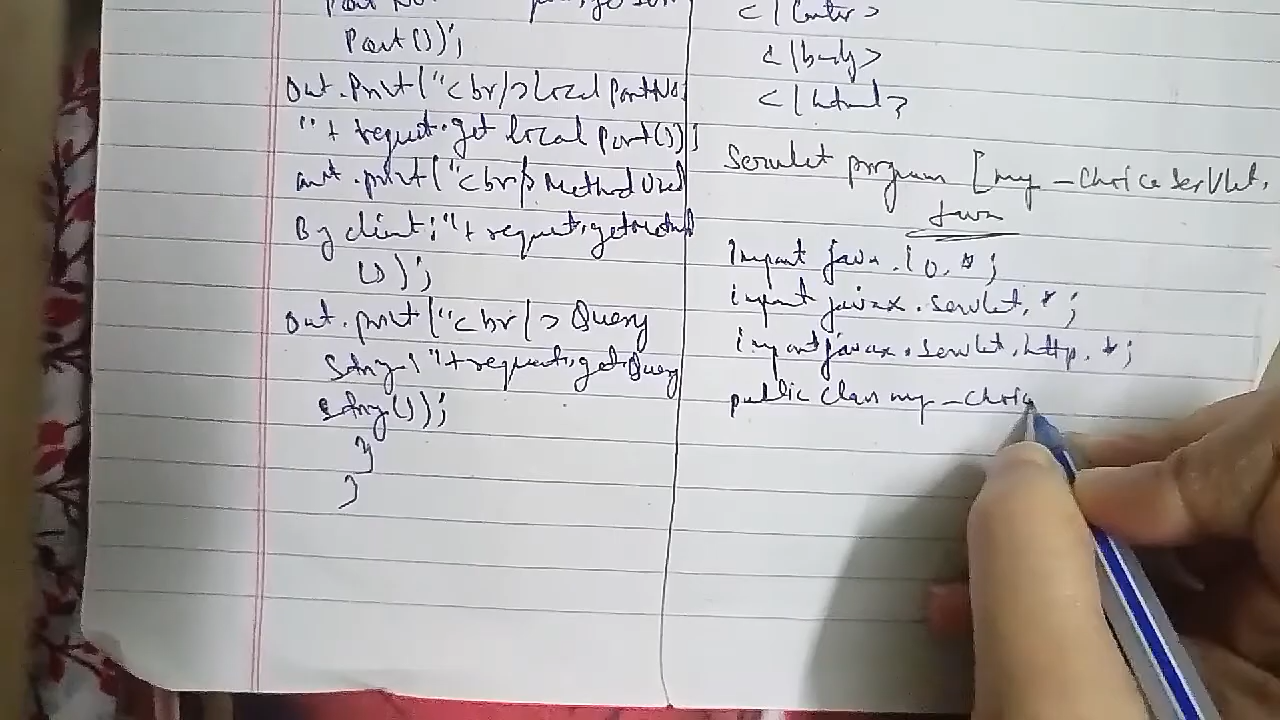 Port());
Out.Print("<br/>Local PortNo:
"+ request.get local Port());
out.print("<br/> Method Used
By client:"+ request.getMethod
());
Out.print("<br/>Query
String:"+request.getQuery
String());
}
}
</Center>
</body>
</html>
Servlet program [my_ChoiceServlet.
Java
Import java.io.*;
import javax.servlet.*;
import javax.servlet.http.*;
public class my_Choic